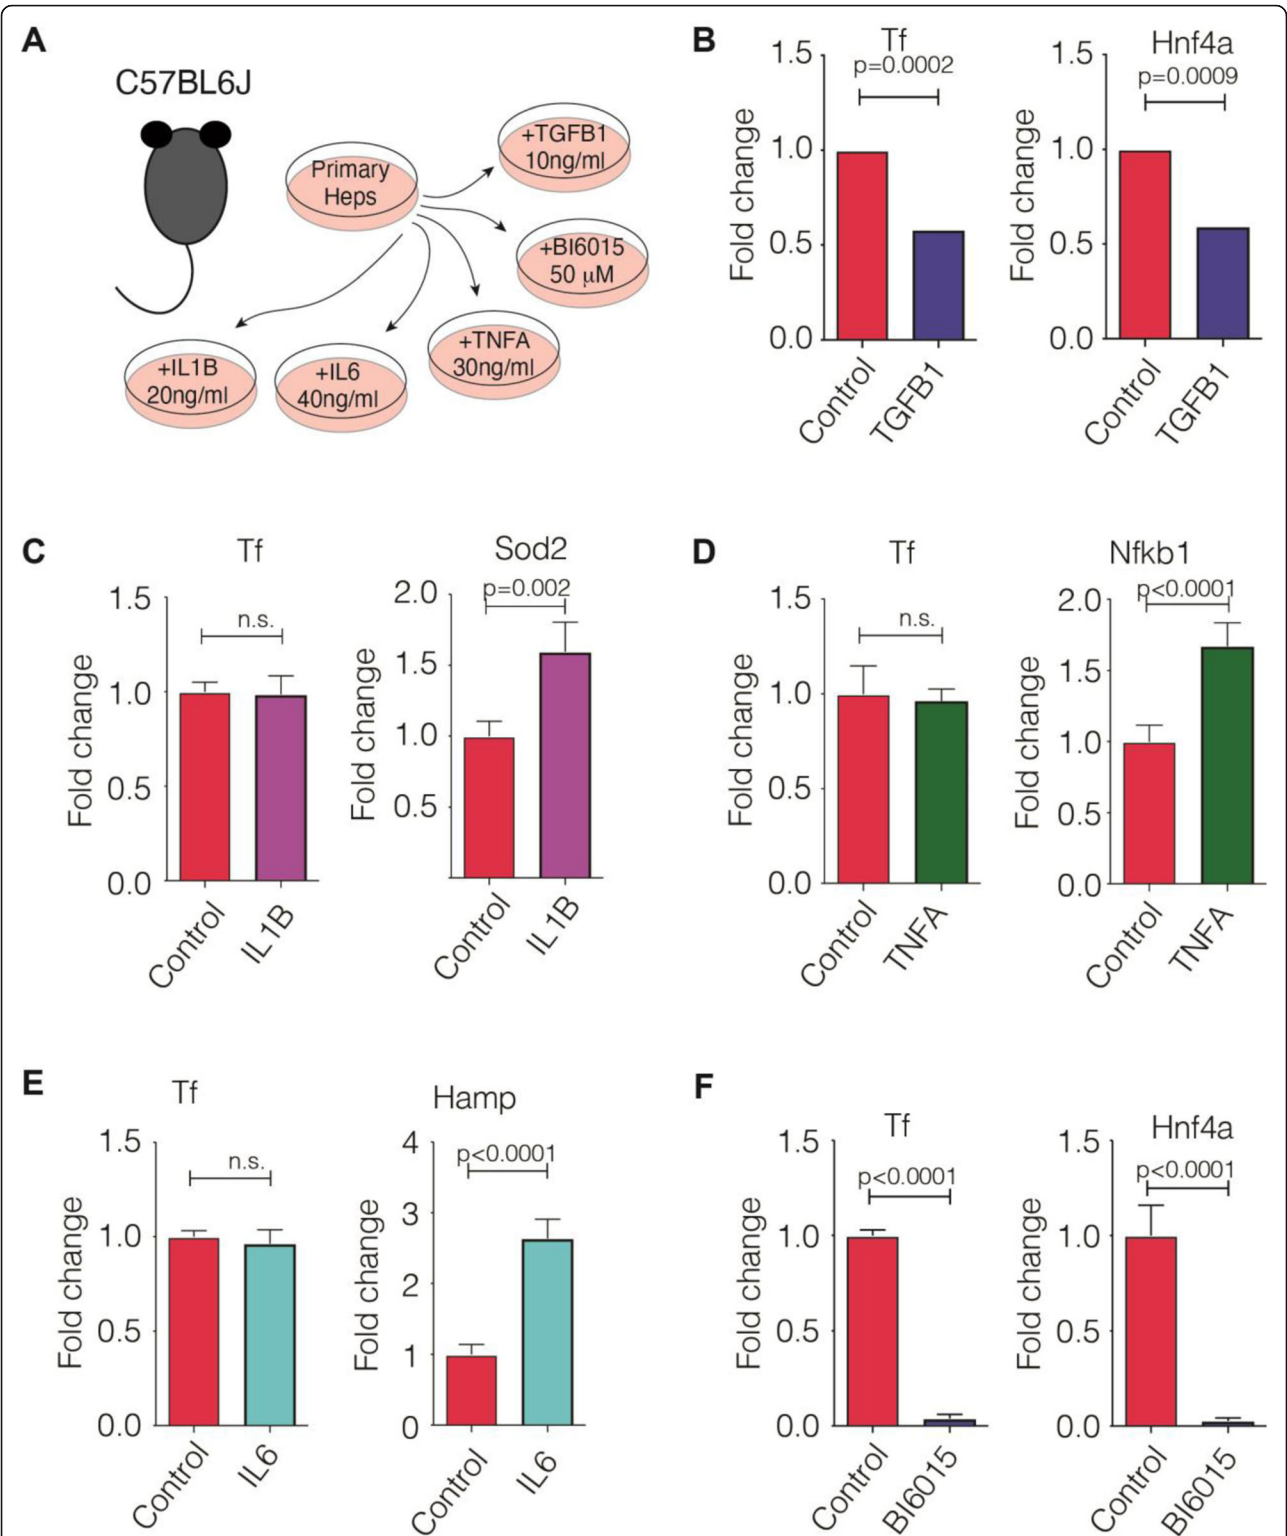 A
C57BL6J
Primary
Heps
+TGFB1
10ng/ml
+BI6015
50 μM
+TNFA
30ng/ml
+IL6
40ng/ml
+IL1B
20ng/ml
B
Tf
p=0.0002
Fold change
1.5
1.0
0.5
0.0
Control
TGFB1
Hnf4a
p=0.0009
Fold change
1.5
1.0
0.5
0.0
Control
TGFB1
C
Tf
n.s.
Fold change
1.5
1.0
0.5
0.0
Control
IL1B
Sod2
p=0.002
Fold change
2.0
1.5
1.0
0.5
Control
IL1B
D
Tf
n.s.
Fold change
1.5
1.0
0.5
0.0
Control
TNFA
Nfkb1
p<0.0001
Fold change
2.0
1.5
1.0
0.5
0.0
Control
TNFA
E
Tf
n.s.
Fold change
1.5
1.0
0.5
0.0
Control
IL6
Hamp
p<0.0001
Fold change
4
3
2
1
0
Control
IL6
F
Tf
p<0.0001
Fold change
1.5
1.0
0.5
0.0
Control
BI6015
Hnf4a
p<0.0001
Fold change
1.5
1.0
0.5
0.0
Control
BI6015